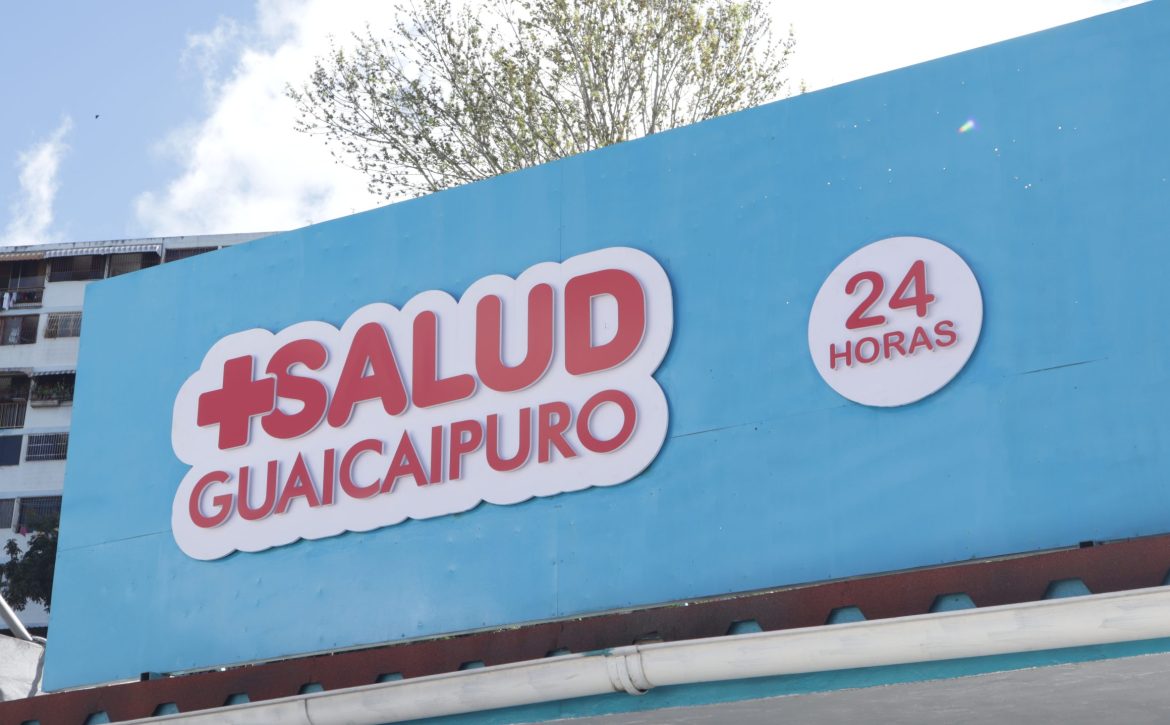 +SALUD
GUAICAIPURO
24
HORAS